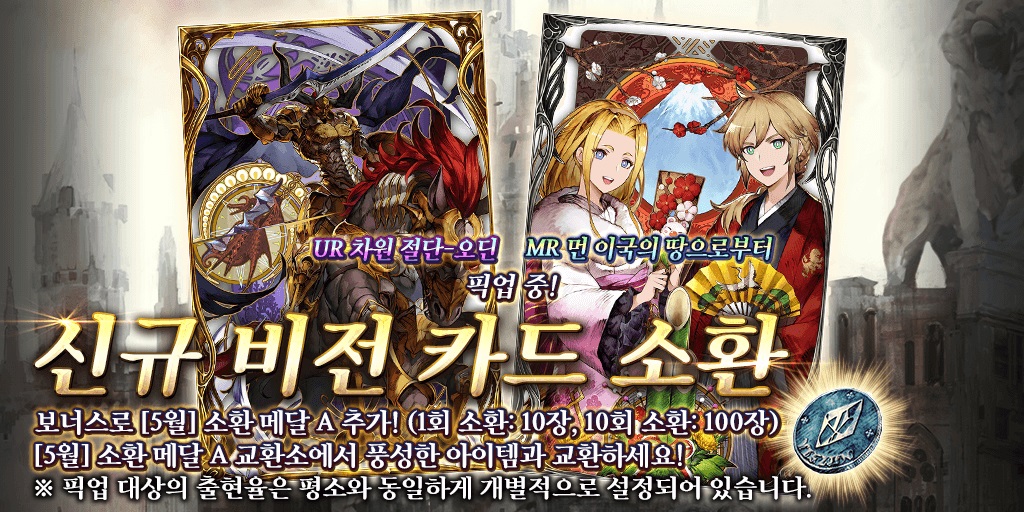 UR 차원 절단-오딘
MR 먼 이국의 땅으로부터
픽업 중!
신규 비전 카드 소환
보너스로 [5월] 소환 메달 A 추가! (1회 소환: 10장, 10회 소환: 100장)
[5월] 소환 메달 A 교환소에서 풍성한 아이템과 교환하세요!
※ 픽업 대상의 출현율은 평소와 동일하게 개별적으로 설정되어 있습니다.